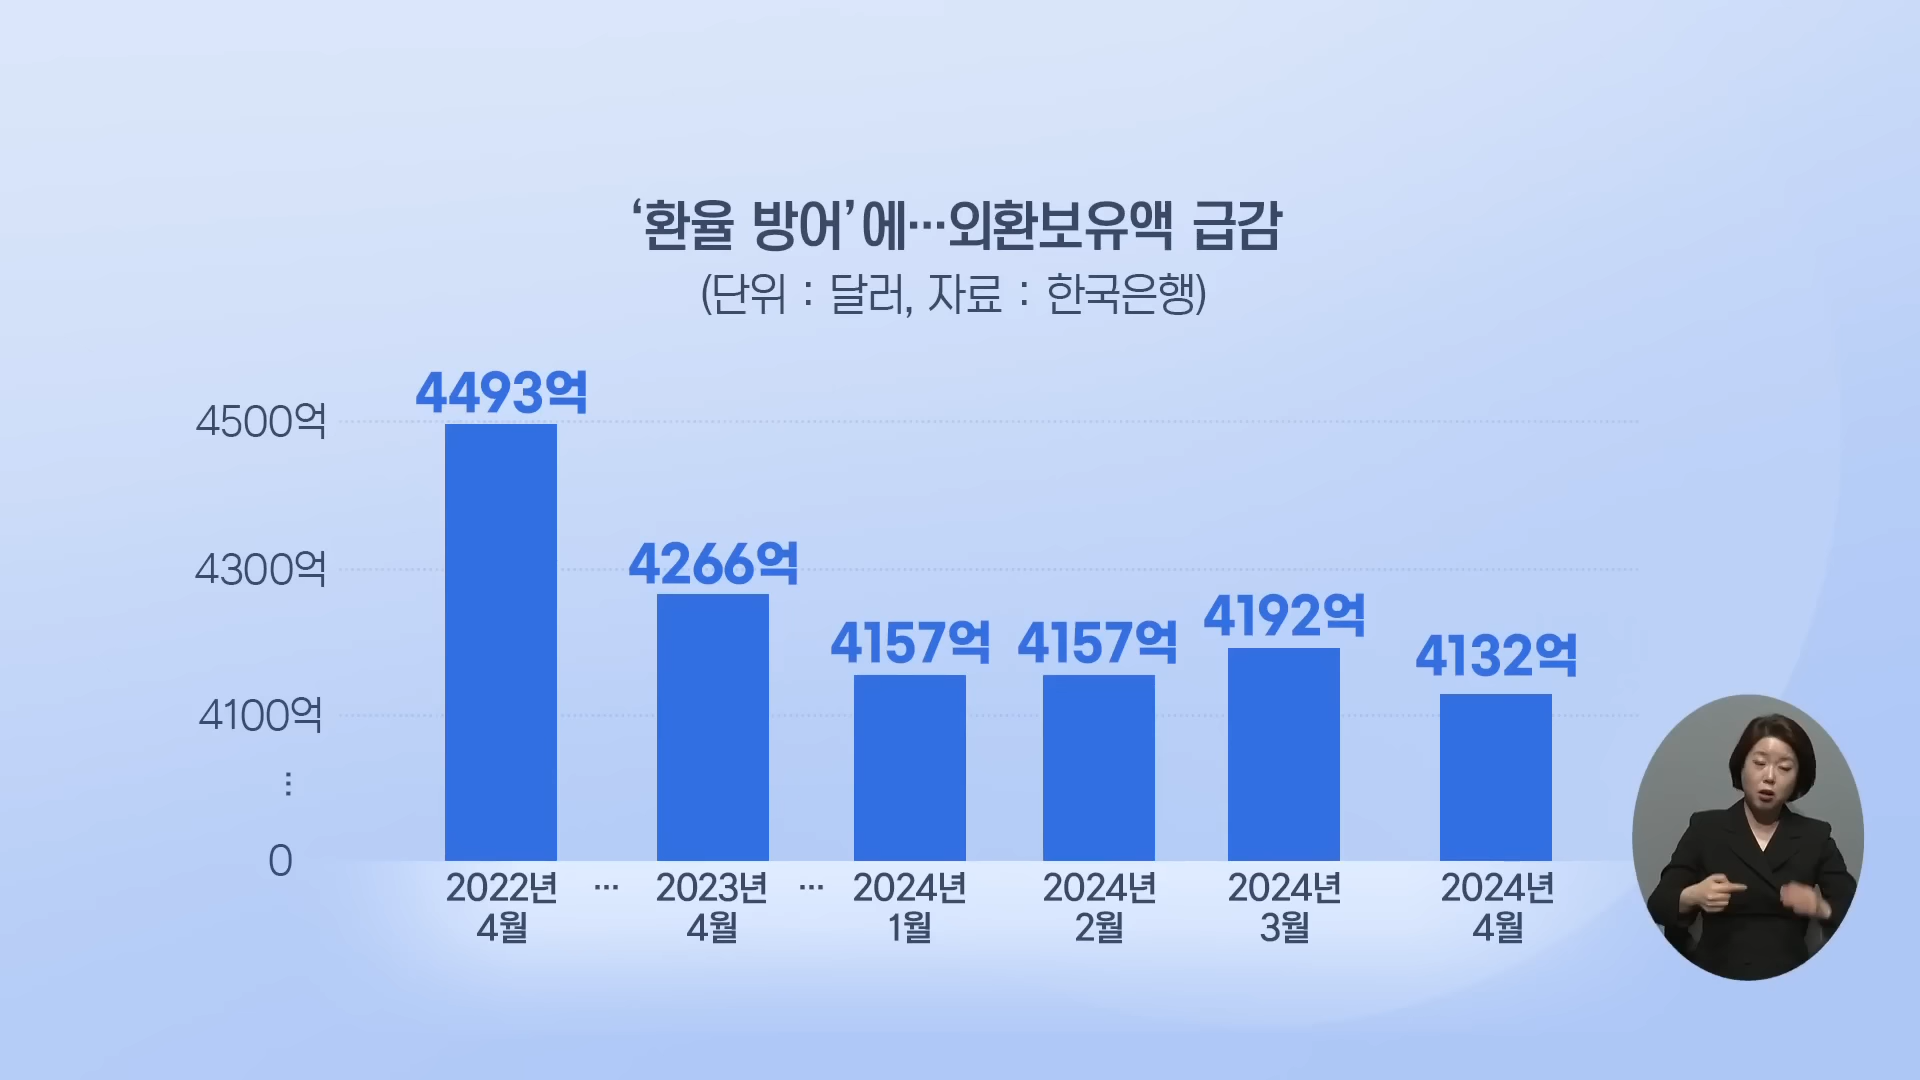 ‘환율 방어’에…외환보유액 급감
(단위 : 달러, 자료 : 한국은행)
4500억
4300억
4100억
⋮
0
4493억
4266억
4157억
4157억
4192억
4132억
2022년 4월
…
2023년 4월
…
2024년 1월
2024년 2월
2024년 3월
2024년 4월